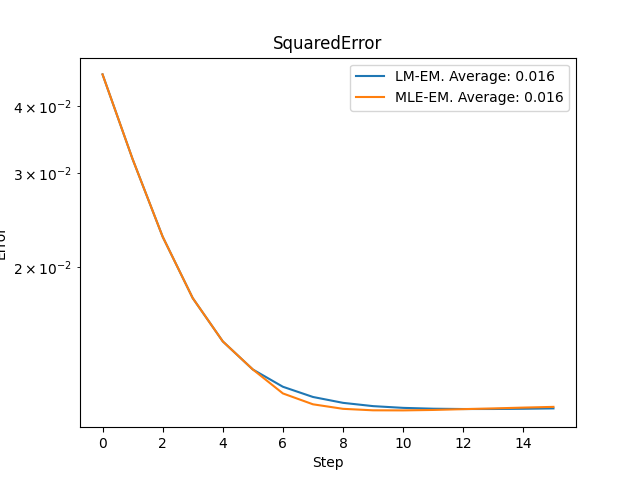 SquaredError
LM-EM. Average: 0.016
MLE-EM. Average: 0.016
4 × 10⁻²
3 × 10⁻²
2 × 10⁻²
Error
0 2 4 6 8 10 12 14
Step